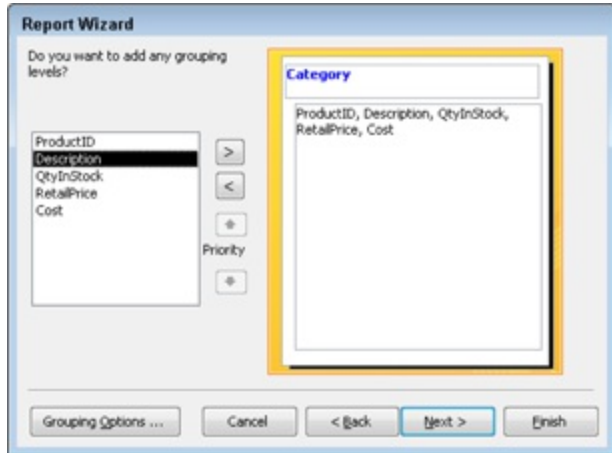 Report Wizard
Do you want to add any grouping
levels?
ProductID
Description
QtyInStock
RetailPrice
Cost
>
<
Priority
Category
ProductID, Description, QtyInStock,
RetailPrice, Cost
Grouping Options ...
Cancel
< Back
Next >
Finish